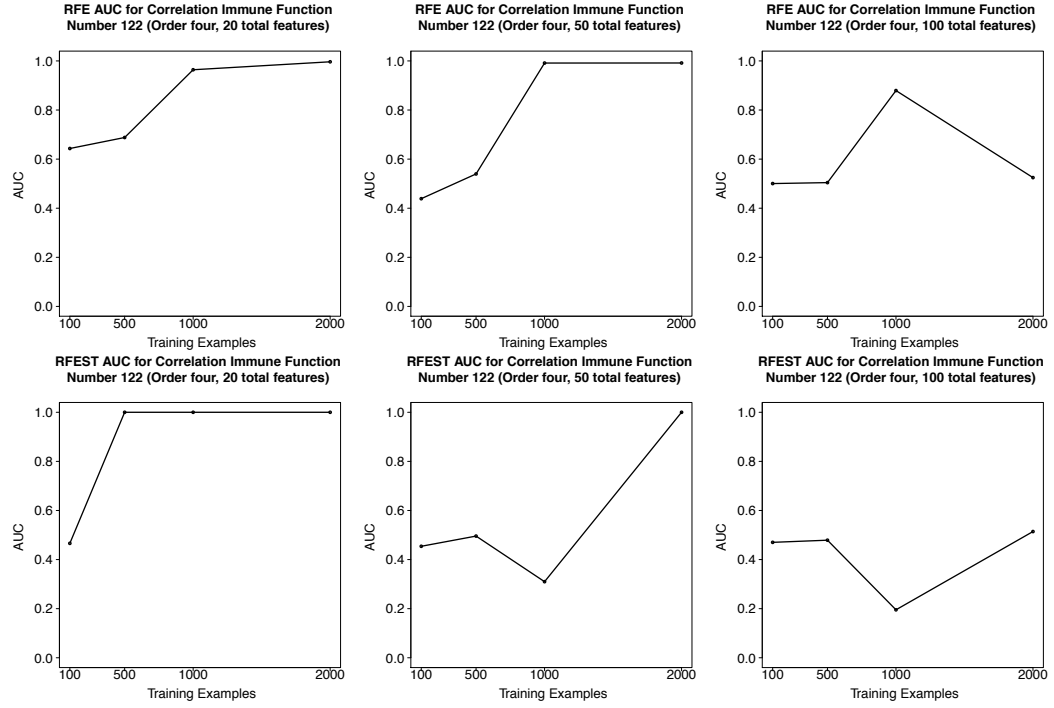 RFE AUC for Correlation Immune Function
Number 122 (Order four, 20 total features)
AUC
1.0
0.8
0.6
0.4
0.2
0.0
100 500 1000 2000
Training Examples
RFE AUC for Correlation Immune Function
Number 122 (Order four, 50 total features)
AUC
1.0
0.8
0.6
0.4
0.2
0.0
100 500 1000 2000
Training Examples
RFE AUC for Correlation Immune Function
Number 122 (Order four, 100 total features)
AUC
1.0
0.8
0.6
0.4
0.2
0.0
100 500 1000 2000
Training Examples
RFEST AUC for Correlation Immune Function
Number 122 (Order four, 20 total features)
AUC
1.0
0.8
0.6
0.4
0.2
0.0
100 500 1000 2000
Training Examples
RFEST AUC for Correlation Immune Function
Number 122 (Order four, 50 total features)
AUC
1.0
0.8
0.6
0.4
0.2
0.0
100 500 1000 2000
Training Examples
RFEST AUC for Correlation Immune Function
Number 122 (Order four, 100 total features)
AUC
1.0
0.8
0.6
0.4
0.2
0.0
100 500 1000 2000
Training Examples